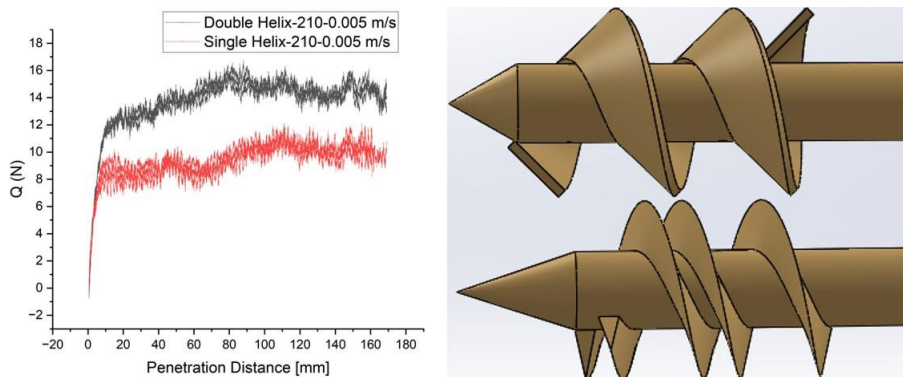 Double Helix-210-0.005 m/s
Single Helix-210-0.005 m/s
18
16
14
12
10
8
6
4
2
0
−2
Q (N)
−20 0 20 40 60 80 100 120 140 160 180
Penetration Distance [mm]